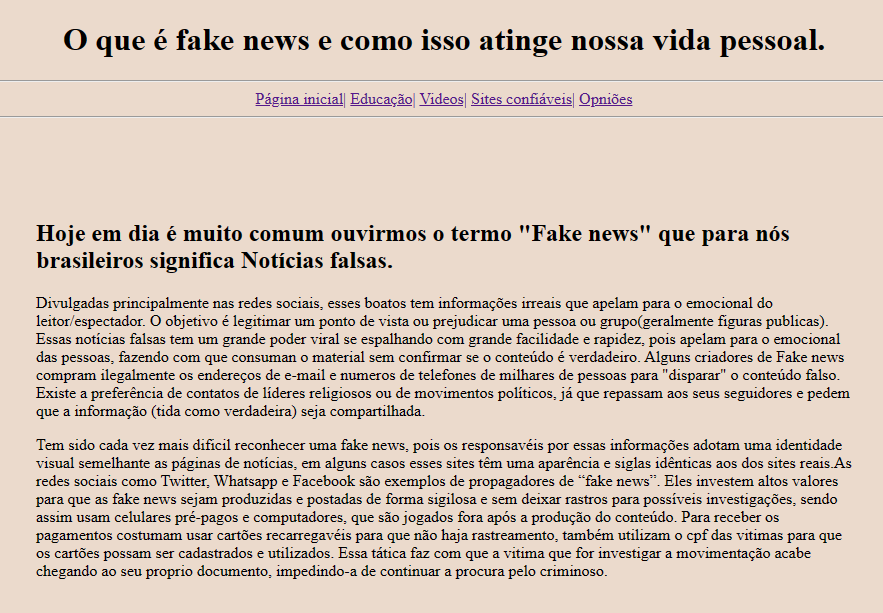 O que é fake news e como isso atinge nossa vida pessoal.
Página inicial| Educação| Videos| Sites confiáveis| Opniões
Hoje em dia é muito comum ouvirmos o termo "Fake news" que para nós
brasileiros significa Notícias falsas.
Divulgadas principalmente nas redes sociais, esses boatos tem informações irreais que apelam para o emocional do
leitor/espectador. O objetivo é legitimar um ponto de vista ou prejudicar uma pessoa ou grupo(geralmente figuras publicas).
Essas notícias falsas tem um grande poder viral se espalhando com grande facilidade e rapidez, pois apelam para o emocional
das pessoas, fazendo com que consuman o material sem confirmar se o conteúdo é verdadeiro. Alguns criadores de Fake news
compram ilegalmente os endereços de e-mail e numeros de telefones de milhares de pessoas para "disparar" o conteúdo falso.
Existe a preferência de contatos de líderes religiosos ou de movimentos políticos, já que repassam aos seus seguidores e pedem
que a informação (tida como verdadeira) seja compartilhada.
Tem sido cada vez mais dificil reconhecer uma fake news, pois os responsavéis por essas informações adotam uma identidade
visual semelhante as páginas de notícias, em alguns casos esses sites têm uma aparência e siglas idênticas aos dos sites reais.As
redes sociais como Twitter, Whatsapp e Facebook são exemplos de propagadores de “fake news”. Eles investem altos valores
para que as fake news sejam produzidas e postadas de forma sigilosa e sem deixar rastros para possíveis investigações, sendo
assim usam celulares pré-pagos e computadores, que são jogados fora após a produção do conteúdo. Para receber os
pagamentos costumam usar cartões recarregavéis para que não haja rastreamento, também utilizam o cpf das vitimas para que
os cartões possam ser cadastrados e utilizados. Essa tática faz com que a vitima que for investigar a movimentação acabe
chegando ao seu proprio documento, impedindo-a de continuar a procura pelo criminoso.